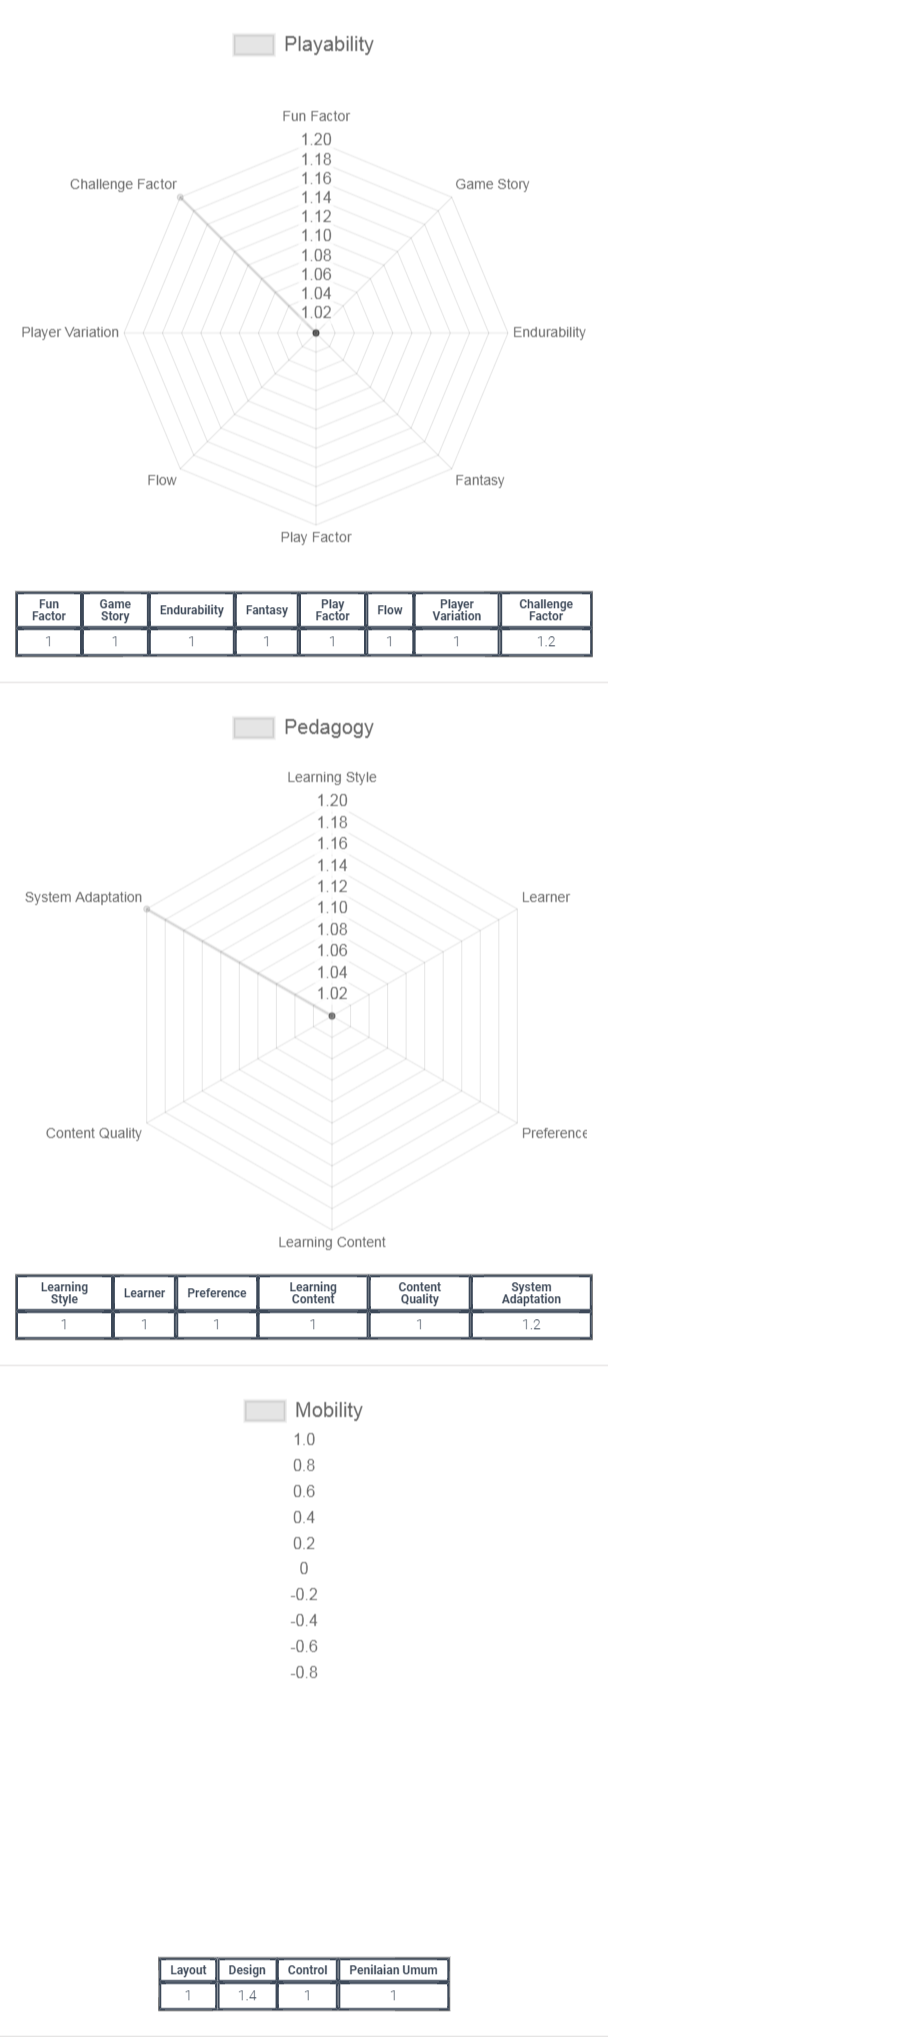 Playability
Fun Factor
1.20
1.18
1.16
1.14
1.12
1.10
1.08
1.06
1.04
1.02
Challenge Factor
Game Story
Player Variation
Endurability
Flow
Fantasy
Play Factor
Fun Factor Game Story Endurability Fantasy Play Factor Flow Player Variation Challenge Factor
1 1 1 1 1 1 1 1.2
Pedagogy
Learning Style
1.20
1.18
1.16
1.14
1.12
1.10
1.08
1.06
1.04
1.02
System Adaptation
Learner
Content Quality
Preference
Learning Content
Learning Style Learner Preference Learning Content Content Quality System Adaptation
1 1 1 1 1 1.2
Mobility
1.0
0.8
0.6
0.4
0.2
0
-0.2
-0.4
-0.6
-0.8
Layout Design Control Penilaian Umum
1 1.4 1 1